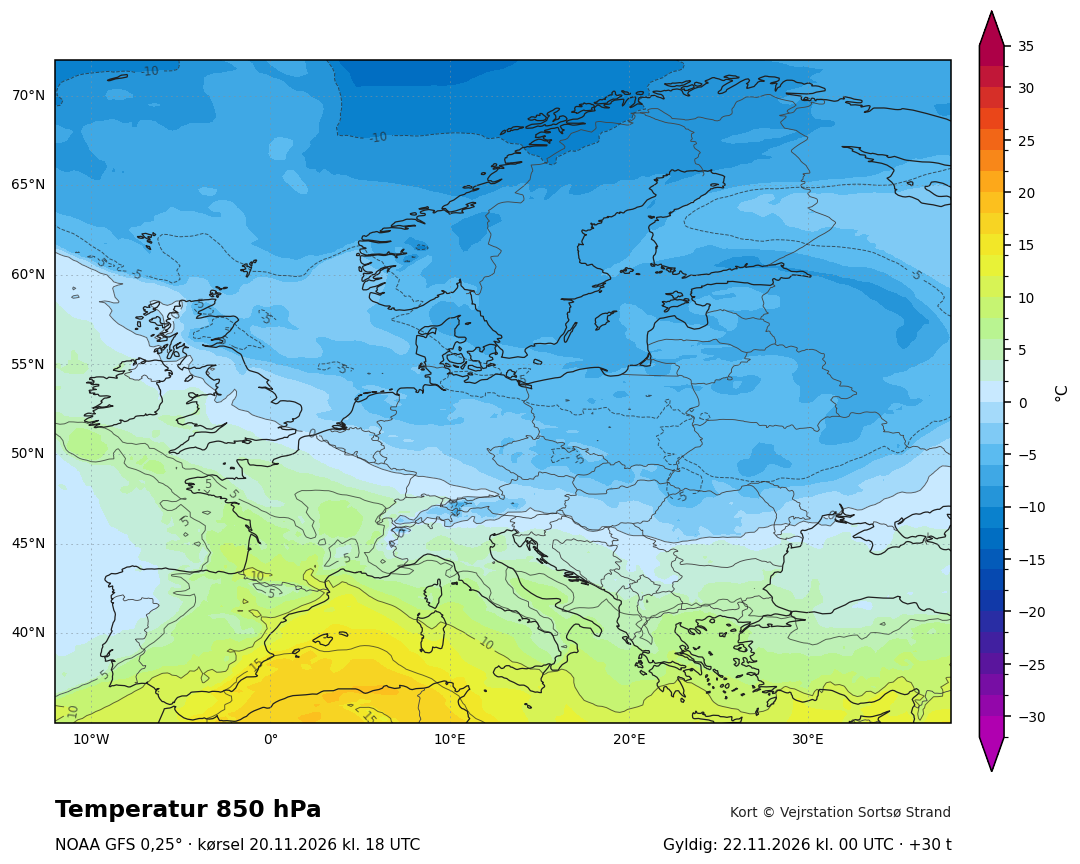 70°N
65°N
60°N
55°N
50°N
45°N
40°N
10°W
0°
10°E
20°E
30°E
35
30
25
20
15
10
5
0
−5
−10
−15
−20
−25
−30
°C
Temperatur 850 hPa
Kort © Vejrstation Sortsø Strand
NOAA GFS 0,25° · kørsel 20.11.2026 kl. 18 UTC
Gyldig: 22.11.2026 kl. 00 UTC · +30 t